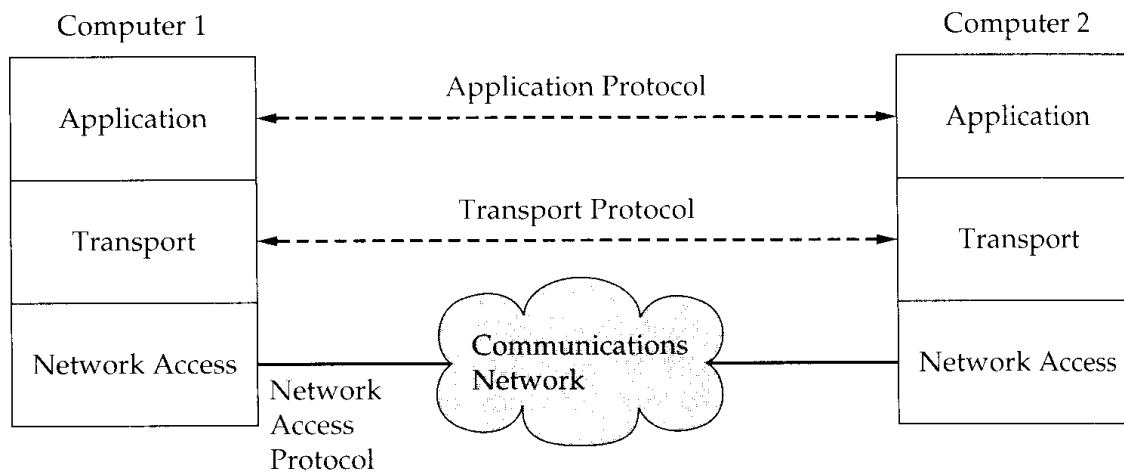 Computer 1
Computer 2
Application
Application Protocol
Application
Transport
Transport Protocol
Transport
Network Access
Communications
Network
Network Access
Network
Access
Protocol